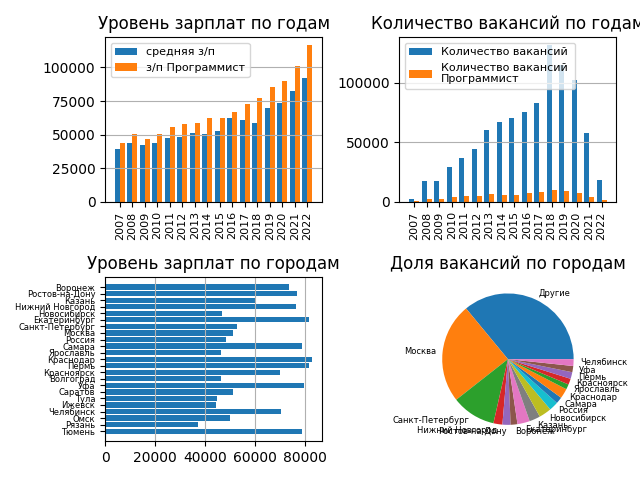 Уровень зарплат по годам
средняя з/п
з/п Программист
100000
75000
50000
25000
0
2007
2008
2009
2010
2011
2012
2013
2014
2015
2016
2017
2018
2019
2020
2021
2022
Количество вакансий по годам
Количество вакансий
Количество вакансий
Программист
100000
50000
0
2007
2008
2009
2010
2011
2012
2013
2014
2015
2016
2017
2018
2019
2020
2021
2022
Уровень зарплат по городам
Воронеж
Ростов-на-Дону
Казань
Нижний Новгород
Новосибирск
Екатеринбург
Санкт-Петербург
Москва
Россия
Самара
Ярославль
Краснодар
Пермь
Красноярск
Волгоград
Уфа
Саратов
Тула
Ижевск
Челябинск
Омск
Рязань
Тюмень
0
20000
40000
60000
80000
Доля вакансий по городам
Другие
Москва
Санкт-Петербург
Нижний Новгород
Ростов-на-Дону
Воронеж
Екатеринбург
Казань
Новосибирск
Россия
Самара
Краснодар
Ярославль
Красноярск
Пермь
Уфа
Челябинск